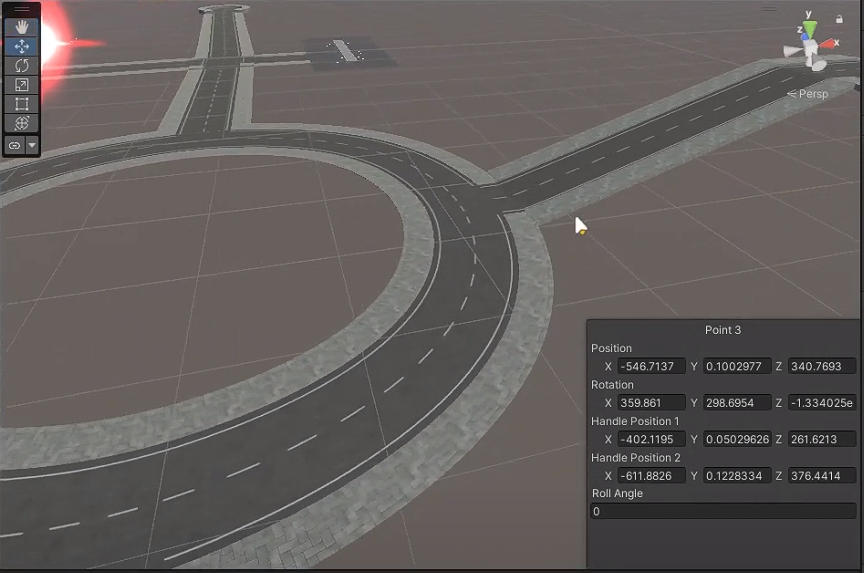 y
z
x
< Persp
Point 3
Position
X -546.7137 Y 0.1002977 Z 340.7693
Rotation
X 359.861 Y 298.6954 Z -1.334025e
Handle Position 1
X -402.1195 Y 0.05029626 Z 261.6213
Handle Position 2
X -611.8826 Y 0.1228334 Z 376.4414
Roll Angle
0